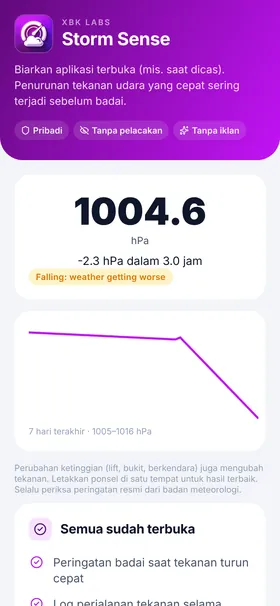 XBK LABS
Storm Sense
Biarkan aplikasi terbuka (mis. saat dicas).
Penurunan tekanan udara yang cepat sering
terjadi sebelum badai.
Pribadi
Tanpa pelacakan
Tanpa iklan
1004.6
hPa
-2.3 hPa dalam 3.0 jam
Falling: weather getting worse
7 hari terakhir · 1005–1016 hPa
Perubahan ketinggian (lift, bukit, berkendara) juga mengubah
tekanan. Letakkan ponsel di satu tempat untuk hasil terbaik.
Selalu periksa peringatan resmi dari badan meteorologi.
Semua sudah terbuka
Peringatan badai saat tekanan turun
cepat
Log perjalanan tekanan selama